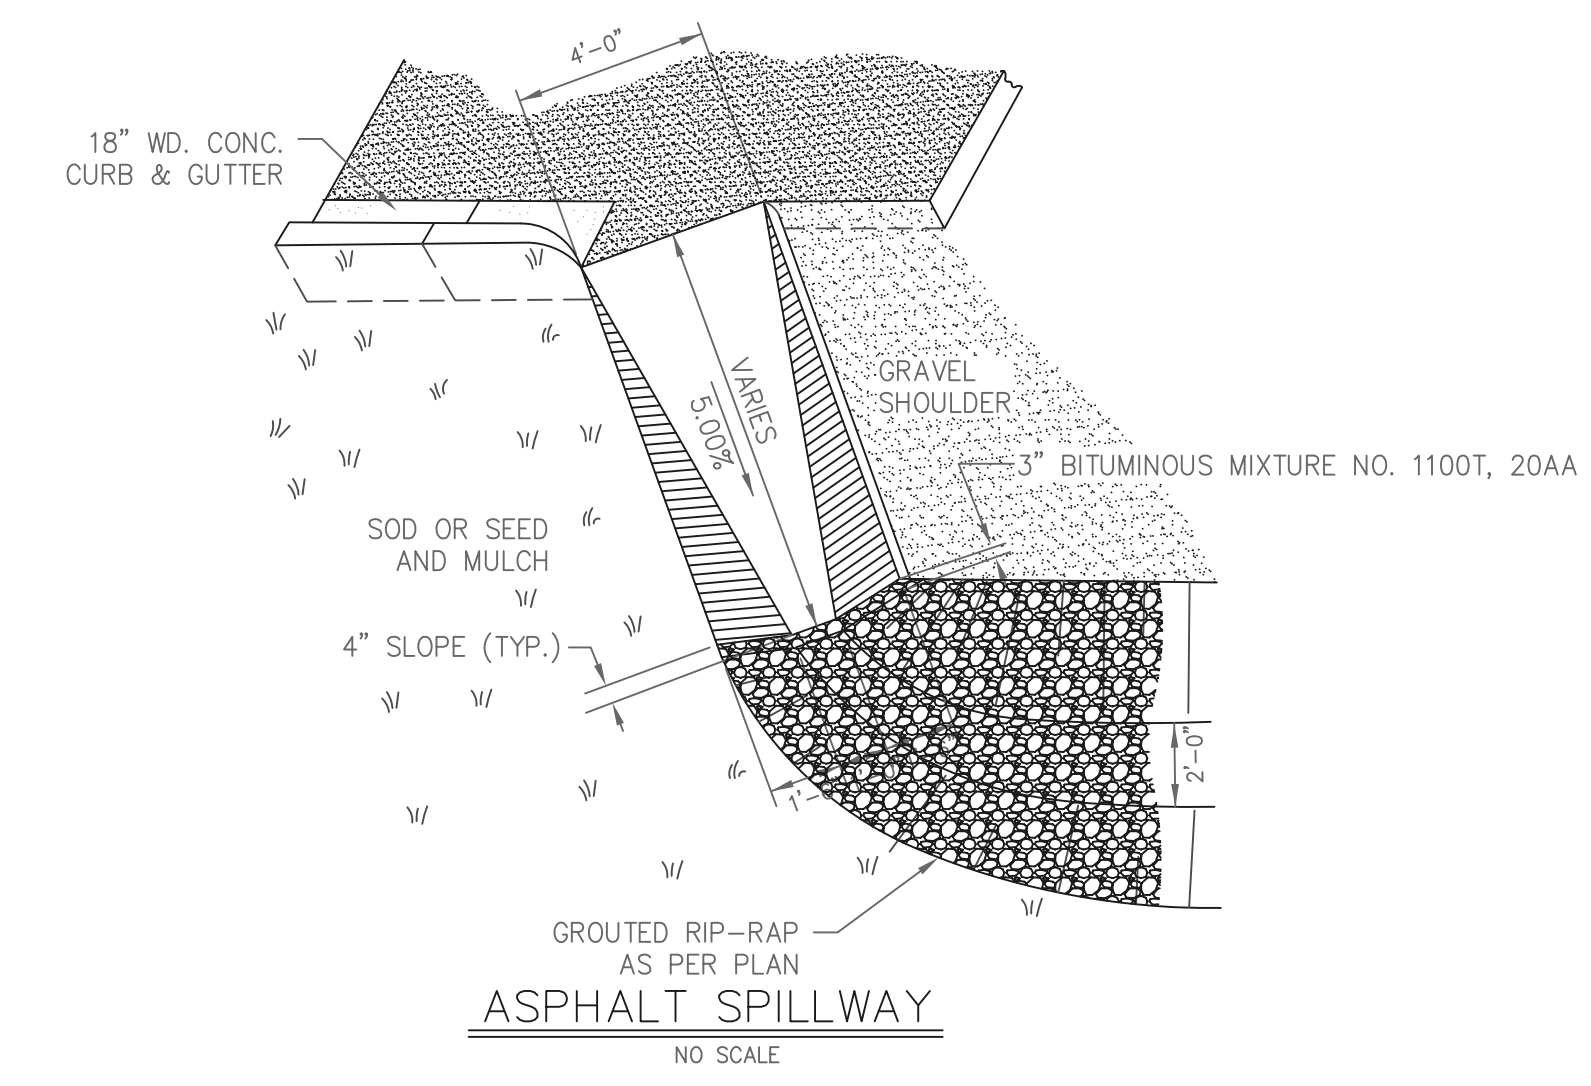 4'-0"
18" WD. CONC.
CURB & GUTTER
VARIES
5.00%
GRAVEL
SHOULDER
3" BITUMINOUS MIXTURE NO. 1100T, 20AA
SOD OR SEED
AND MULCH
4" SLOPE (TYP.)
2'-0"
GROUTED RIP-RAP
AS PER PLAN
ASPHALT SPILLWAY
NO SCALE